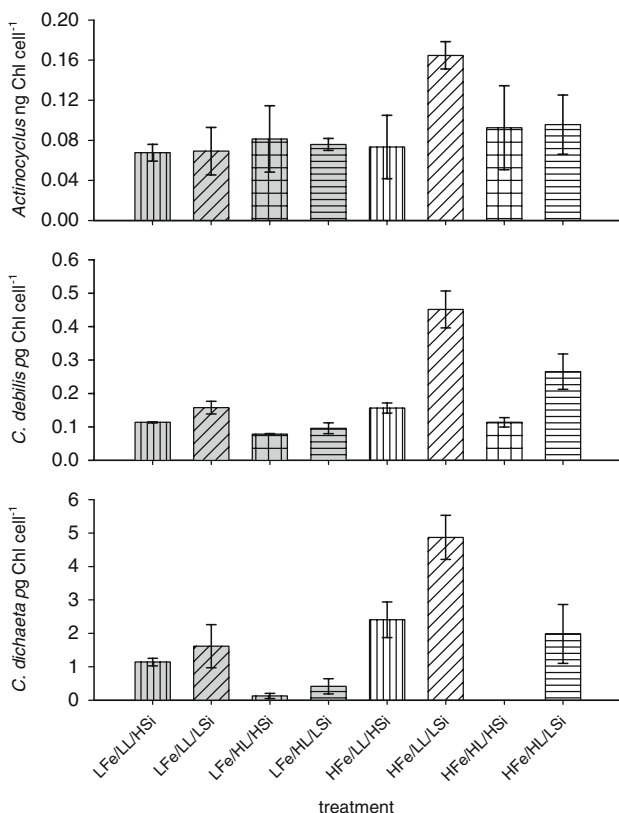 Actinocyclus ng Chl cell-1
0.20
0.16
0.12
0.08
0.04
0.00
C. debilis pg Chl cell-1
0.6
0.5
0.4
0.3
0.2
0.1
0.0
C. dichaeta pg Chl cell-1
6
5
4
3
2
1
0
LFe/LL/HSi
LFe/LL/LSi
LFe/HL/HSi
LFe/HL/LSi
HFe/LL/HSi
HFe/LL/LSi
HFe/HL/HSi
HFe/HL/LSi
treatment